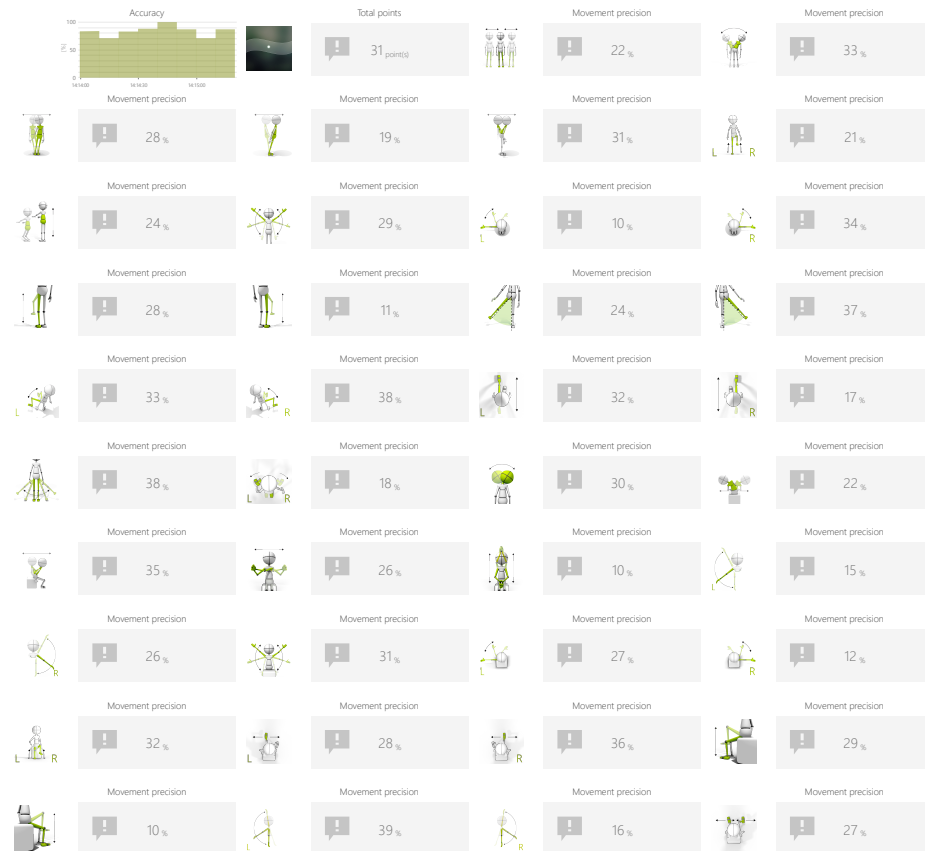 Accuracy
Total points
Movement precision
Movement precision
100
[%]
50
0
14:14:00
14:14:30
14:15:00
31 point(s)
22 %
33 %
Movement precision
Movement precision
Movement precision
Movement precision
28 %
19 %
31 %
L R
21 %
Movement precision
Movement precision
Movement precision
Movement precision
24 %
29 %
L
10 %
R
34 %
Movement precision
Movement precision
Movement precision
Movement precision
28 %
11 %
24 %
37 %
Movement precision
Movement precision
Movement precision
Movement precision
L
33 %
R
38 %
L
32 %
R
17 %
Movement precision
Movement precision
Movement precision
Movement precision
38 %
L R
18 %
30 %
22 %
Movement precision
Movement precision
Movement precision
Movement precision
35 %
26 %
10 %
L
15 %
Movement precision
Movement precision
Movement precision
Movement precision
R
26 %
31 %
L
27 %
R
12 %
Movement precision
Movement precision
Movement precision
Movement precision
L R
32 %
L
28 %
R
36 %
29 %
Movement precision
Movement precision
Movement precision
Movement precision
10 %
L
39 %
R
16 %
27 %